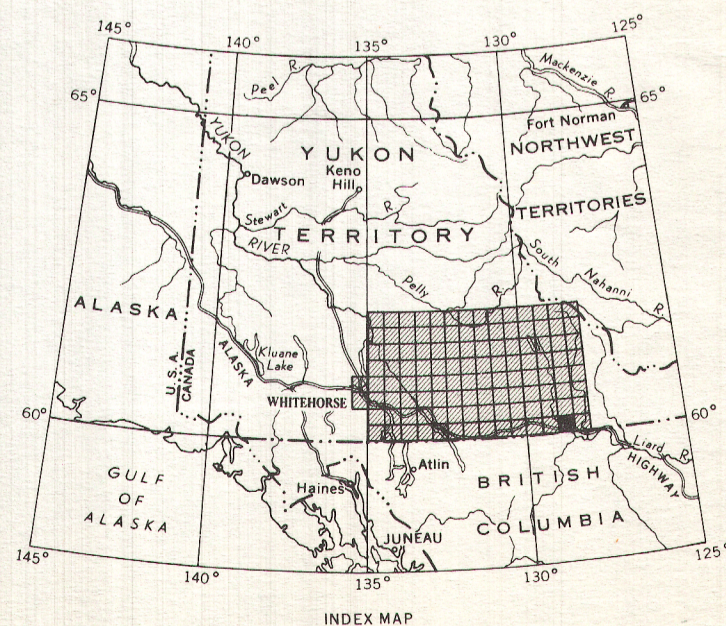 145°
140°
135°
130°
125°
65°
Peel R.
Mackenzie R.
65°
Fort Norman
NORTHWEST
YUKON
YUKON
Keno
Hill
Dawson
TERRITORIES
Stewart R.
TERRITORY
RIVER
South Nahanni R.
Pelly R.
ALASKA
ALASKA
Kluane
Lake
U.S.A.
CANADA
WHITEHORSE
60°
60°
Liard R.
HIGHWAY
Atlin
BRITISH
GULF
OF
ALASKA
Haines
COLUMBIA
JUNEAU
145°
140°
135°
130°
125°
INDEX MAP